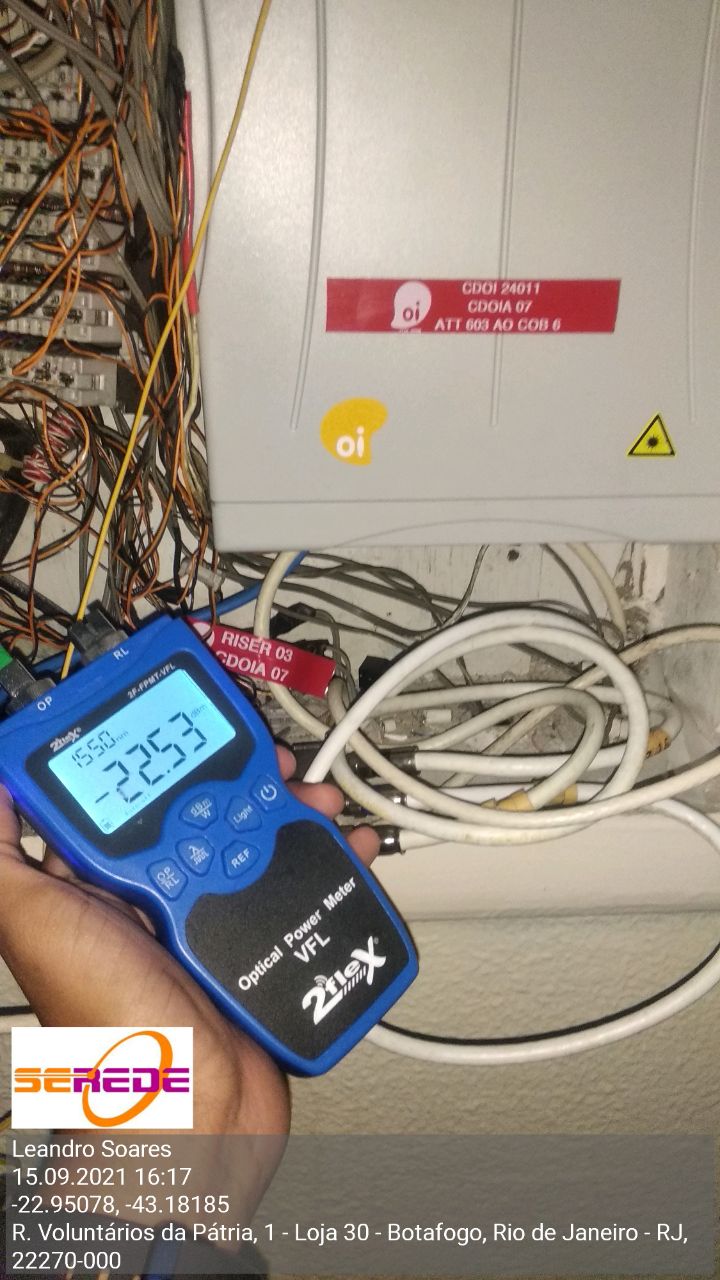 CDOI 24011
oi
CDOIA 07
ATT 603 AO COB 6
oi
RISER 03
CDOIA 07
RL
OP
2F-FPMT-VFL
2flex®
1550nm
-22.53 dBm
dBm
W
Light
λ
OP
RL
REF
Optical Power Meter
VFL
2fleX®
SEREDE
Leandro Soares
15.09.2021 16:17
-22.95078, -43.18185
R. Voluntários da Pátria, 1 - Loja 30 - Botafogo, Rio de Janeiro - RJ,
22270-000